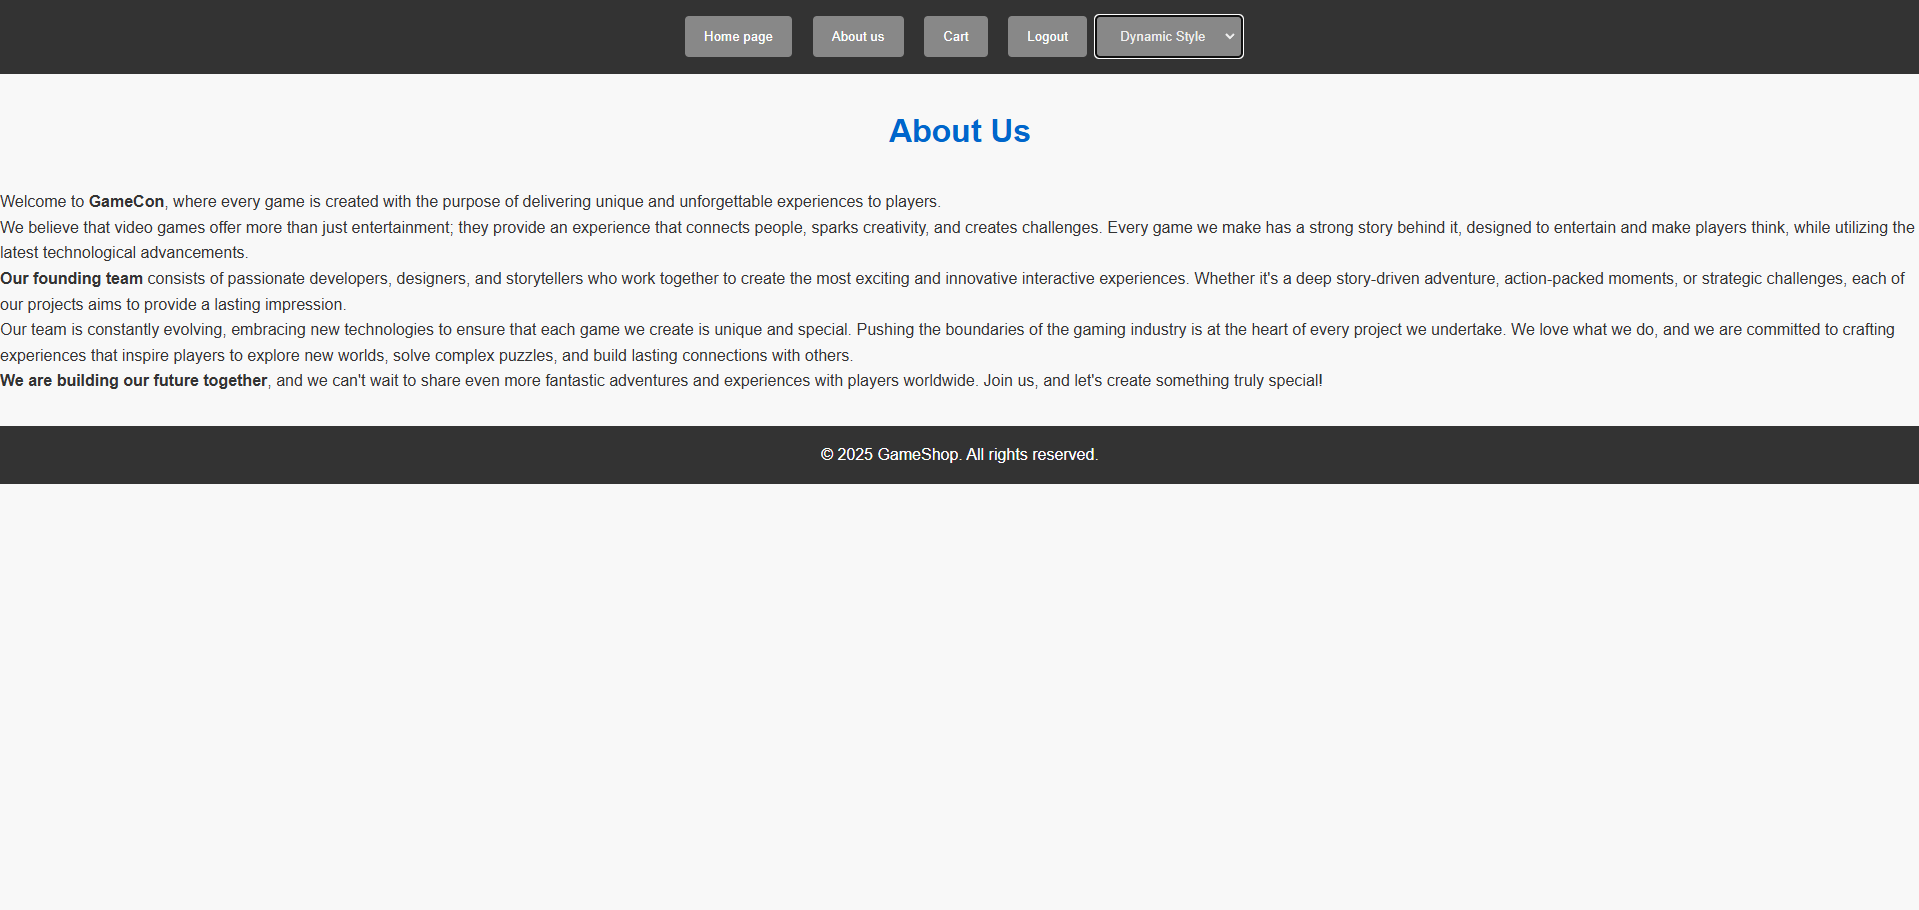 Home page About us Cart Logout Dynamic Style
About Us
Welcome to GameCon, where every game is created with the purpose of delivering unique and unforgettable experiences to players.
We believe that video games offer more than just entertainment; they provide an experience that connects people, sparks creativity, and creates challenges. Every game we make has a strong story behind it, designed to entertain and make players think, while utilizing the
latest technological advancements.
Our founding team consists of passionate developers, designers, and storytellers who work together to create the most exciting and innovative interactive experiences. Whether it's a deep story-driven adventure, action-packed moments, or strategic challenges, each of
our projects aims to provide a lasting impression.
Our team is constantly evolving, embracing new technologies to ensure that each game we create is unique and special. Pushing the boundaries of the gaming industry is at the heart of every project we undertake. We love what we do, and we are committed to crafting
experiences that inspire players to explore new worlds, solve complex puzzles, and build lasting connections with others.
We are building our future together, and we can't wait to share even more fantastic adventures and experiences with players worldwide. Join us, and let's create something truly special!
© 2025 GameShop. All rights reserved.